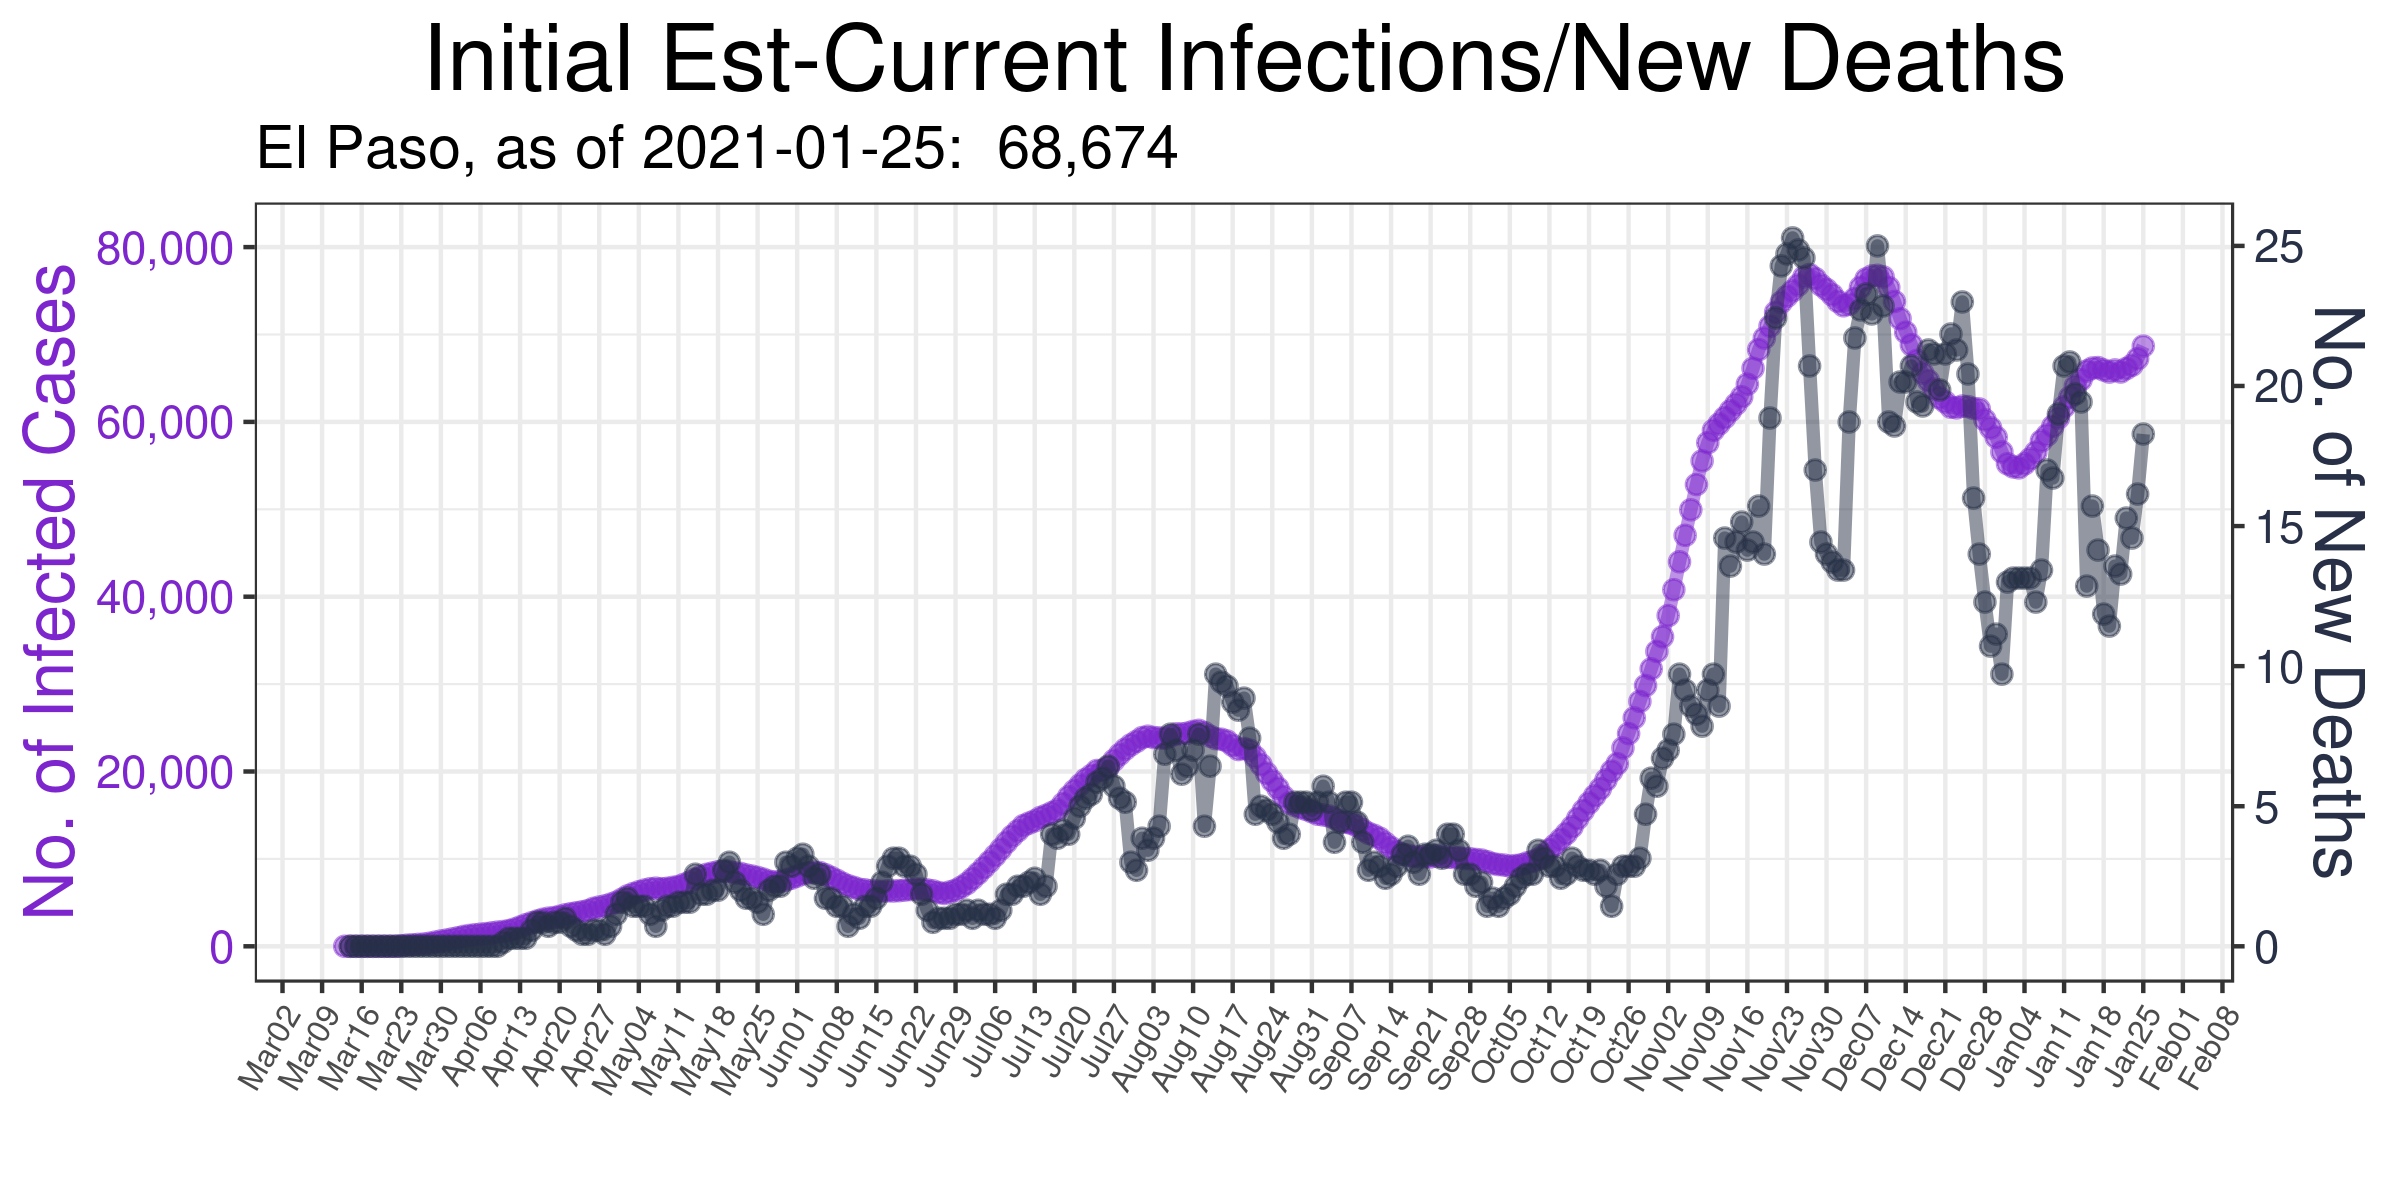 Initial Est-Current Infections/New Deaths
El Paso, as of 2021-01-25:  68,674
No. of Infected Cases
80,000
60,000
40,000
20,000
0
25
20
15
10
5
0
No. of New Deaths
Mar02 Mar09 Mar16 Mar23 Mar30 Apr06 Apr13 Apr20 Apr27 May04 May11 May18 May25 Jun01 Jun08 Jun15 Jun22 Jun29 Jul06 Jul13 Jul20 Jul27 Aug03 Aug10 Aug17 Aug24 Aug31 Sep07 Sep14 Sep21 Sep28 Oct05 Oct12 Oct19 Oct26 Nov02 Nov09 Nov16 Nov23 Nov30 Dec07 Dec14 Dec21 Dec28 Jan04 Jan11 Jan18 Jan25 Feb01 Feb08